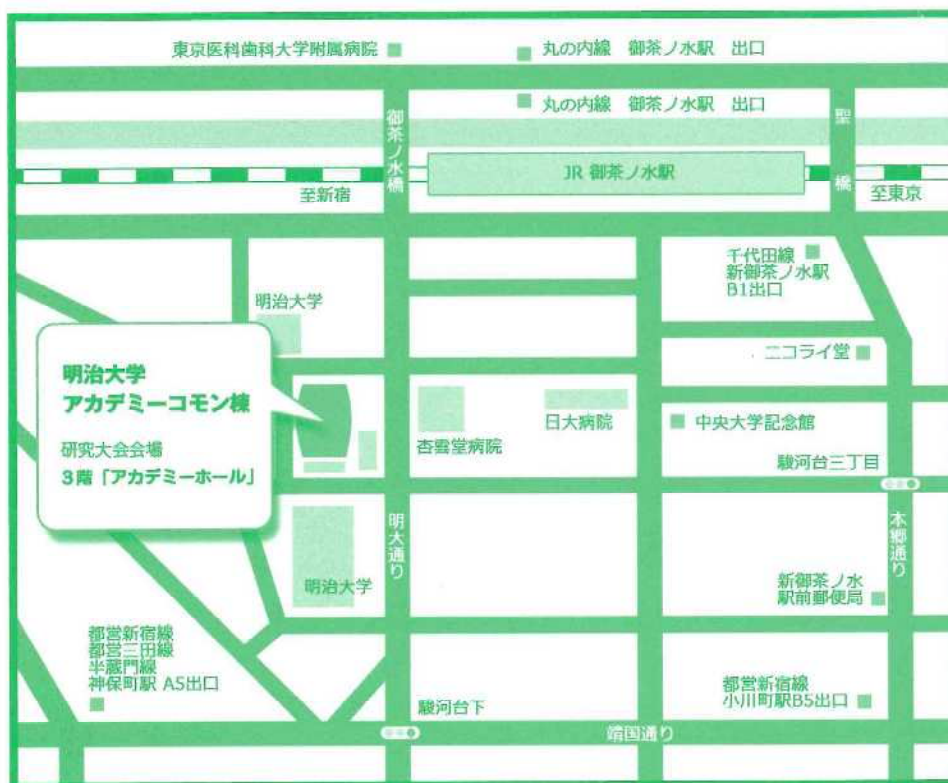 東京医科歯科大学附属病院
丸の内線 御茶ノ水駅 出口
丸の内線 御茶ノ水駅 出口
御茶ノ水橋
聖橋
JR 御茶ノ水駅
至新宿
至東京
千代田線
新御茶ノ水駅
B1出口
明治大学
ニコライ堂
明治大学
アカデミーコモン棟
研究大会会場
3階「アカデミーホール」
杏雲堂病院
日大病院
中央大学記念館
駿河台三丁目
明大通り
本郷通り
明治大学
新御茶ノ水
駅前郵便局
都営新宿線
都営三田線
半蔵門線
神保町駅 A5出口
駿河台下
都営新宿線
小川町駅B5出口
靖国通り